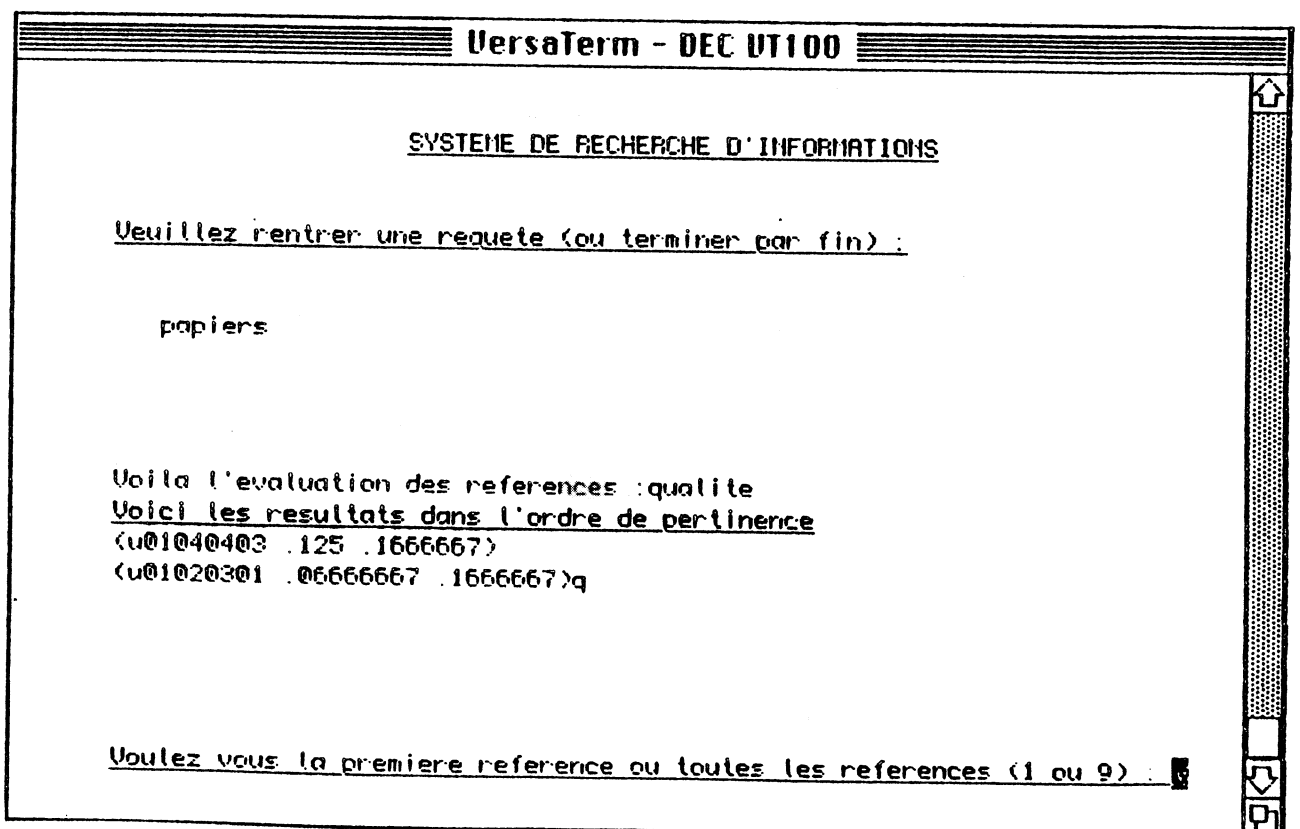 VersaTerm - DEC VT100
SYSTEME DE RECHERCHE D'INFORMATIONS
Veuillez rentrer une requete (ou terminer par fin) :
papiers
Voila l'evaluation des references :qualite
Voici les resultats dans l'ordre de pertinence
(u01040403 .125 .1666667)
(u01020301 .06666667 .1666667)q
Voulez vous la premiere reference ou toutes les references (1 ou 9) :